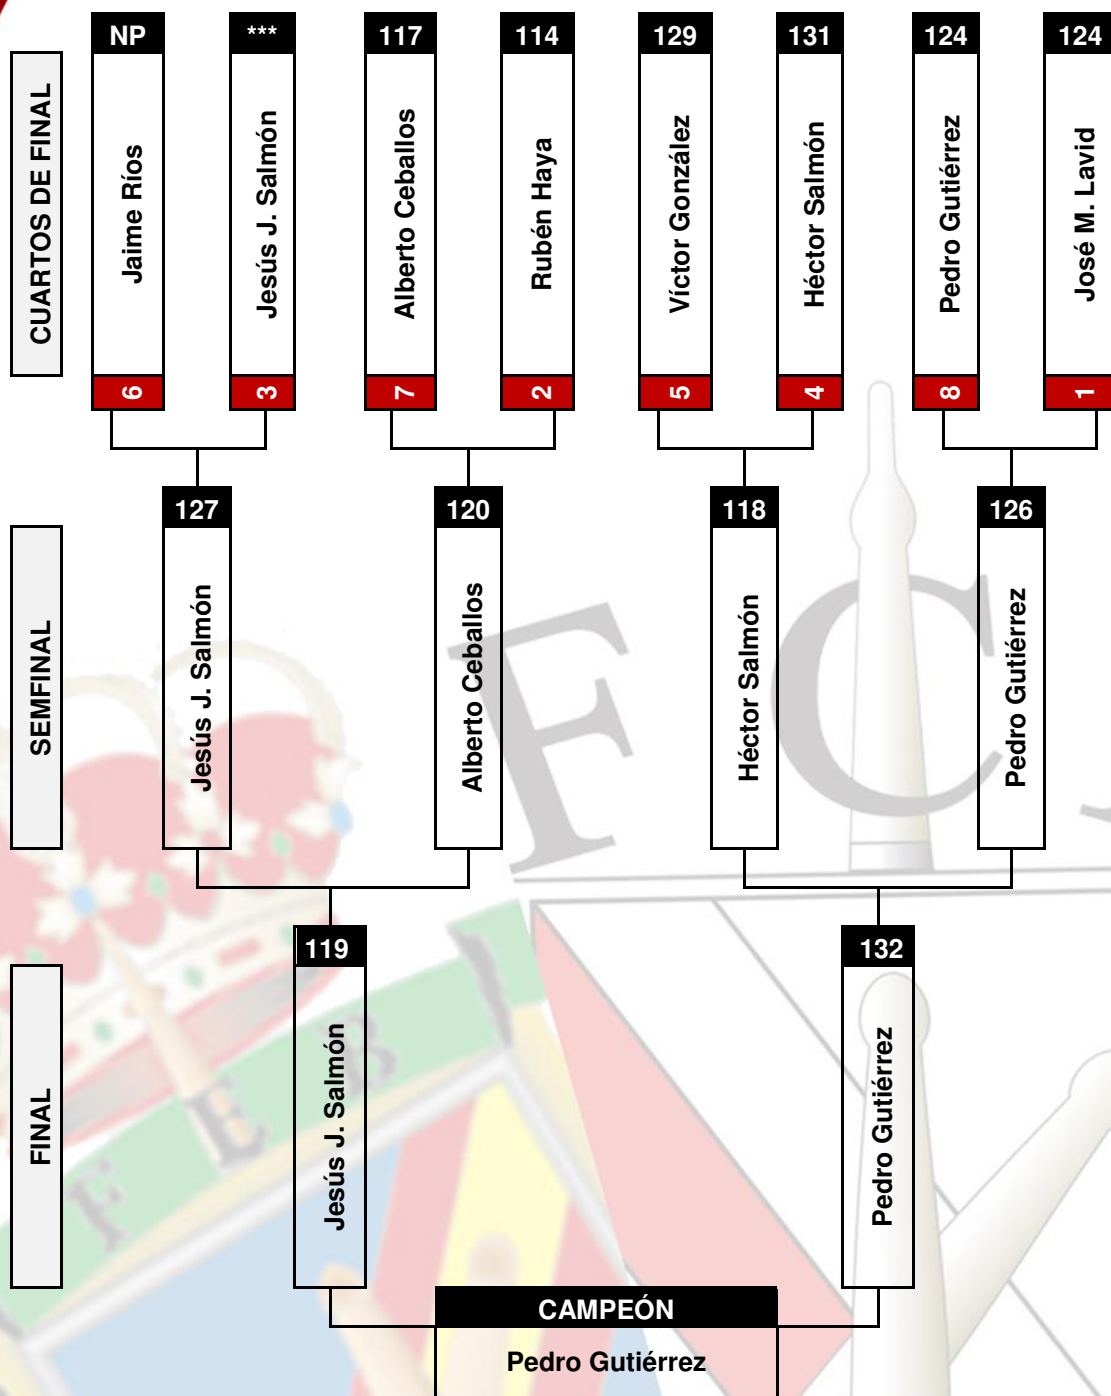 NP
***
117
114
129
131
124
124
CUARTOS DE FINAL
Jaime Ríos
Jesús J. Salmón
Alberto Ceballos
Rubén Haya
Víctor González
Héctor Salmón
Pedro Gutiérrez
José M. Lavid
6
3
7
2
5
4
8
1
127
120
118
126
SEMFINAL
Jesús J. Salmón
Alberto Ceballos
Héctor Salmón
Pedro Gutiérrez
F C
119
132
FINAL
Jesús J. Salmón
Pedro Gutiérrez
F E B
CAMPEÓN
Pedro Gutiérrez